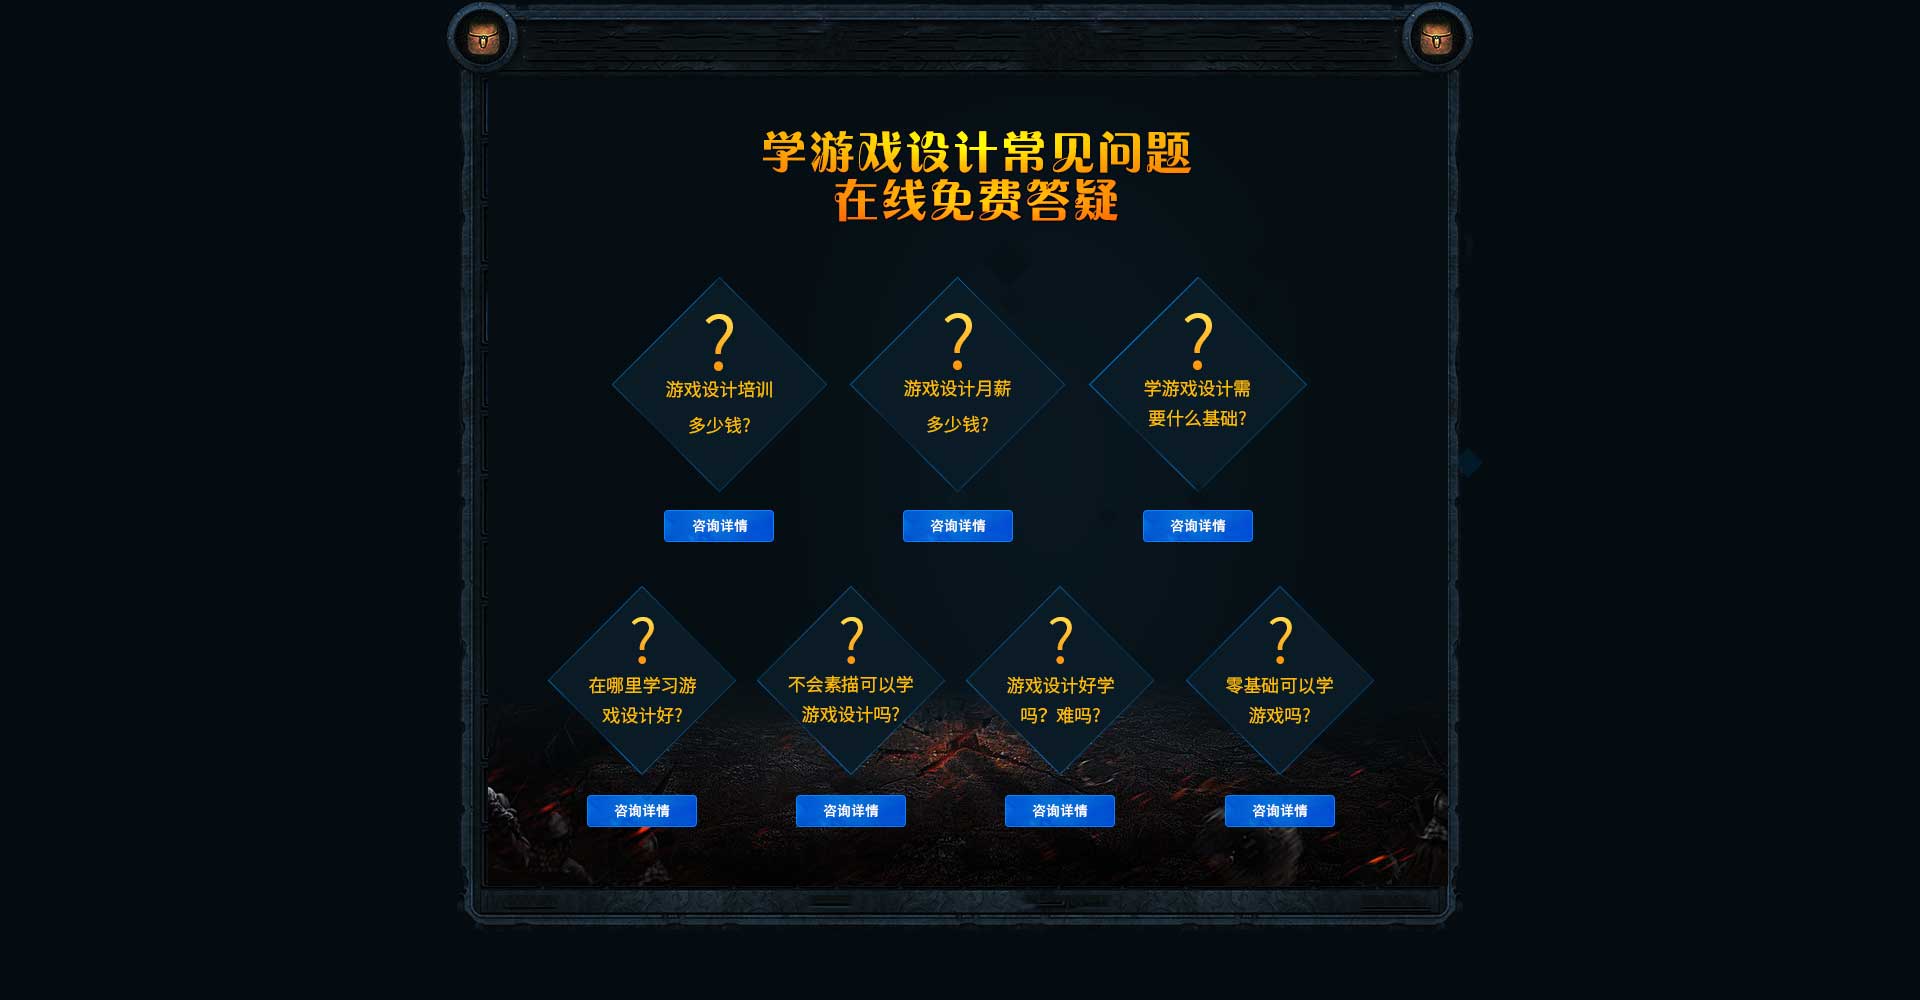 学游戏设计常见问题
在线免费答疑
?
游戏设计培训
多少钱?
?
游戏设计月薪
多少钱?
?
学游戏设计需
要什么基础?
咨询详情
咨询详情
咨询详情
?
在哪里学习游
戏设计好?
?
不会素描可以学
游戏设计吗?
?
游戏设计好学
吗？难吗?
?
零基础可以学
游戏吗?
咨询详情
咨询详情
咨询详情
咨询详情